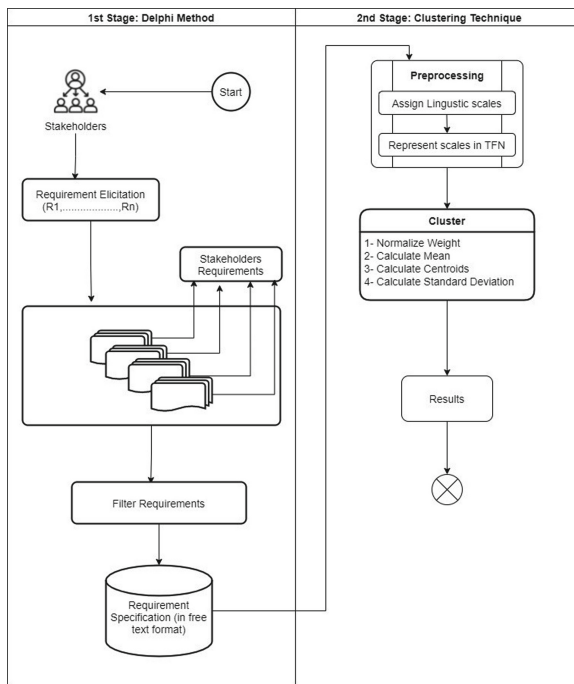 1st Stage: Delphi Method
2nd Stage: Clustering Technique
Start
Stakeholders
Requirement Elicitation
(R1,...................,Rn)
Stakeholders
Requirements
Filter Requirements
Requirement
Specification (in free
text format)
Preprocessing
Assign Lingustic scales
Represent scales in TFN
Cluster
1- Normalize Weight
2- Calculate Mean
3- Calculate Centroids
4- Calculate Standard Deviation
Results